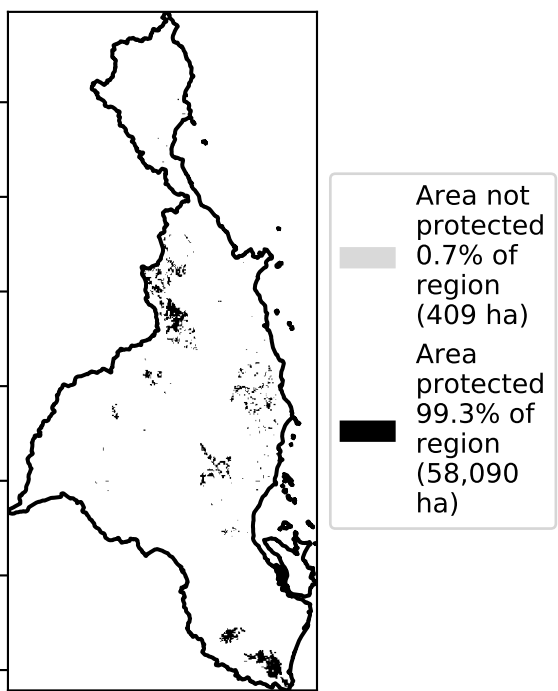 Area not
protected
0.7% of
region
(409 ha)
Area
protected
99.3% of
region
(58,090
ha)